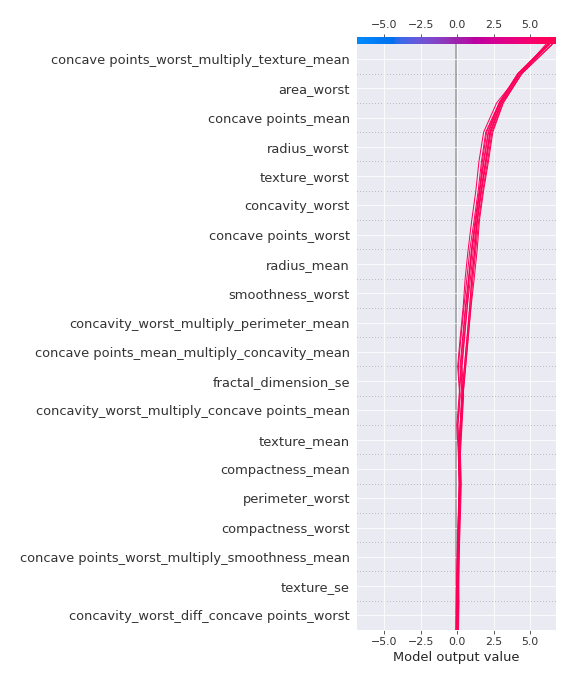 −5.0 −2.5 0.0 2.5 5.0
concave points_worst_multiply_texture_mean
area_worst
concave points_mean
radius_worst
texture_worst
concavity_worst
concave points_worst
radius_mean
smoothness_worst
concavity_worst_multiply_perimeter_mean
concave points_mean_multiply_concavity_mean
fractal_dimension_se
concavity_worst_multiply_concave points_mean
texture_mean
compactness_mean
perimeter_worst
compactness_worst
concave points_worst_multiply_smoothness_mean
texture_se
concavity_worst_diff_concave points_worst
−5.0 −2.5 0.0 2.5 5.0
Model output value